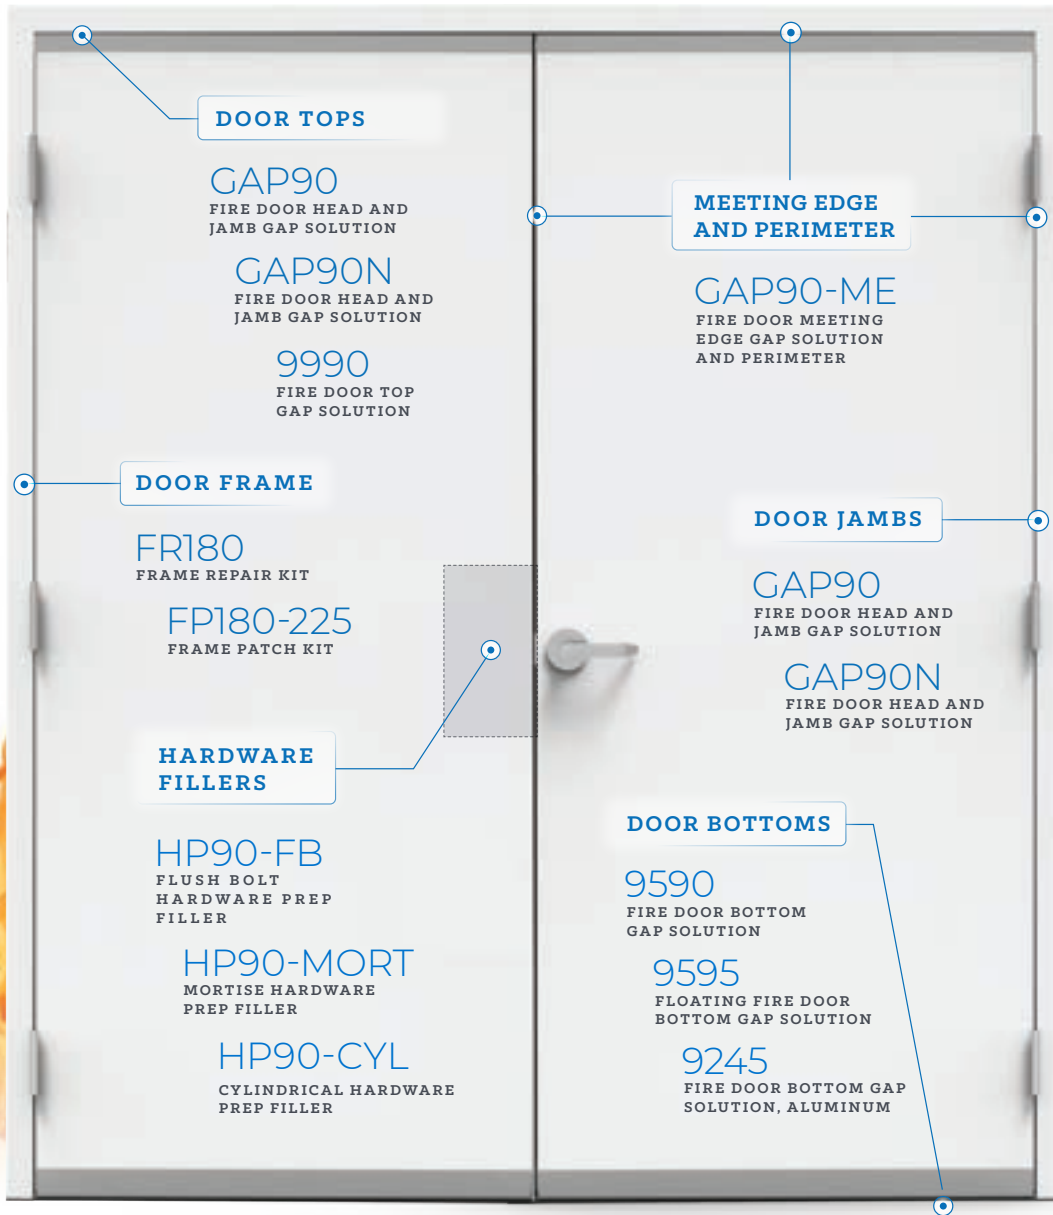 DOOR TOPS
GAP90
FIRE DOOR HEAD AND
JAMB GAP SOLUTION
GAP90N
FIRE DOOR HEAD AND
JAMB GAP SOLUTION
9990
FIRE DOOR TOP
GAP SOLUTION
MEETING EDGE
AND PERIMETER
GAP90-ME
FIRE DOOR MEETING
EDGE GAP SOLUTION
AND PERIMETER
DOOR FRAME
FR180
FRAME REPAIR KIT
FP180-225
FRAME PATCH KIT
DOOR JAMBS
GAP90
FIRE DOOR HEAD AND
JAMB GAP SOLUTION
GAP90N
FIRE DOOR HEAD AND
JAMB GAP SOLUTION
HARDWARE
FILLERS
HP90-FB
FLUSH BOLT
HARDWARE PREP
FILLER
HP90-MORT
MORTISE HARDWARE
PREP FILLER
HP90-CYL
CYLINDRICAL HARDWARE
PREP FILLER
DOOR BOTTOMS
9590
FIRE DOOR BOTTOM
GAP SOLUTION
9595
FLOATING FIRE DOOR
BOTTOM GAP SOLUTION
9245
FIRE DOOR BOTTOM GAP
SOLUTION, ALUMINUM